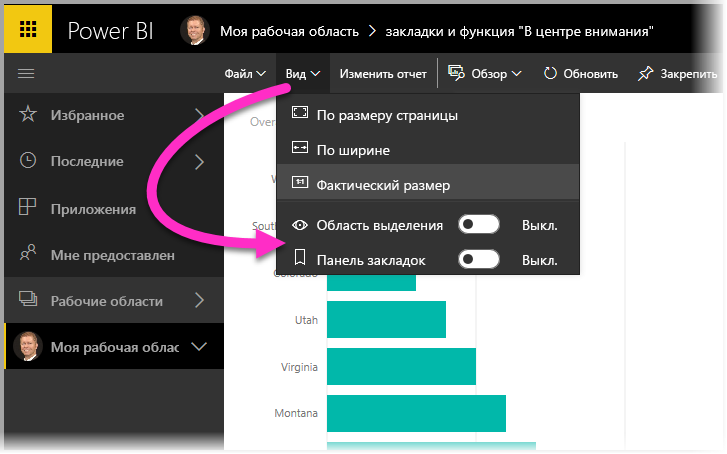 Power BI Моя рабочая область закладки и функция "В центре внимания"
Файл Вид Изменить отчет Обзор Обновить Закрепить
Избранное
Последние
Приложения
Мне предоставлен
Рабочие области
Моя рабочая облас
По размеру страницы
По ширине
1:1 Фактический размер
Область выделения Выкл.
Панель закладок Выкл.
Over
W
South
Colorado
Utah
Virginia
Montana